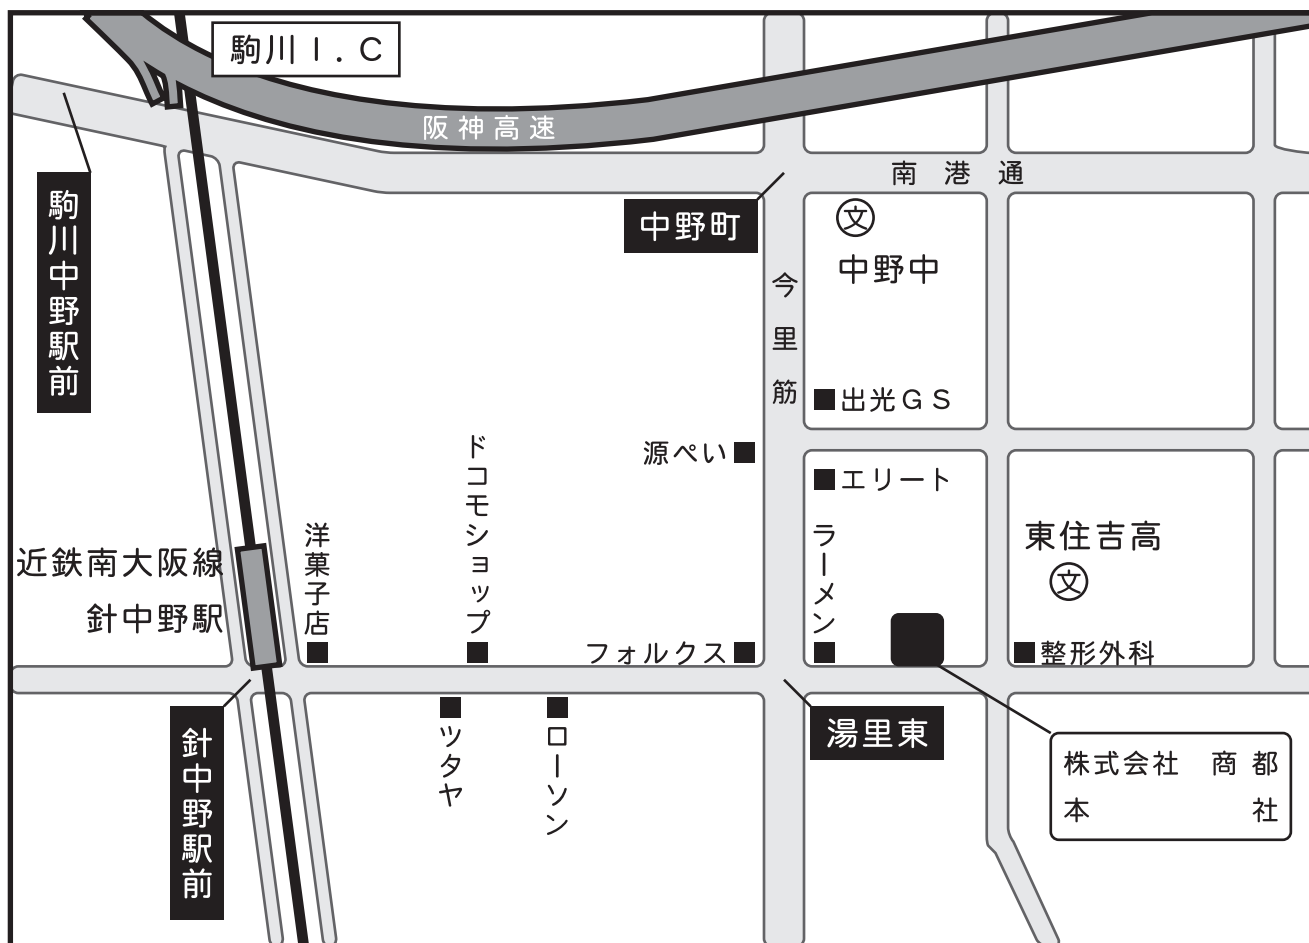 駒川Ｉ．Ｃ
阪神高速
南港通
駒川中野駅前
中野町
文
中野中
今里筋
出光ＧＳ
源ぺい
エリート
ドコモショップ
洋菓子店
ラーメン
東住吉高
文
近鉄南大阪線
針中野駅
フォルクス
整形外科
針中野駅前
ツタヤ
ローソン
湯里東
株式会社　商都
本社